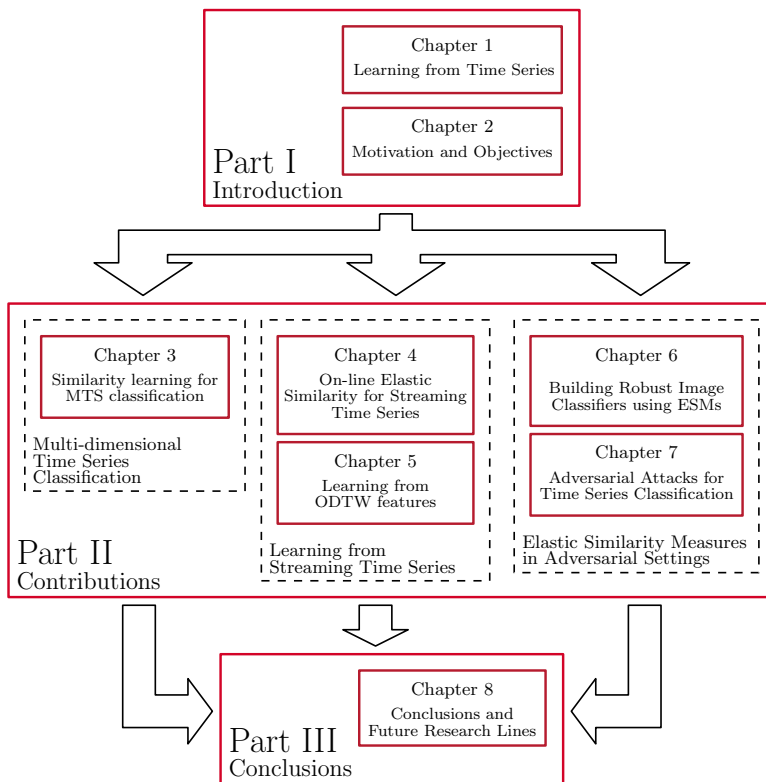 Chapter 1
Learning from Time Series
Chapter 2
Motivation and Objectives
Part I
Introduction
Chapter 3
Similarity learning for
MTS classification
Multi-dimensional
Time Series
Classification
Chapter 4
On-line Elastic
Similarity for Streaming
Time Series
Chapter 5
Learning from
ODTW features
Learning from
Streaming Time Series
Chapter 6
Building Robust Image
Classifiers using ESMs
Chapter 7
Adversarial Attacks for
Time Series Classification
Elastic Similarity Measures
in Adversarial Settings
Part II
Contributions
Chapter 8
Conclusions and
Future Research Lines
Part III
Conclusions